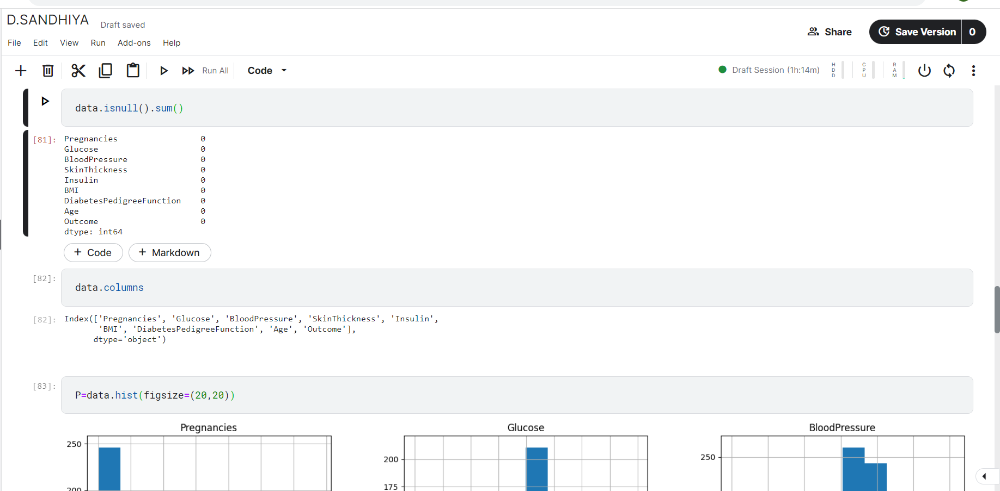 D.SANDHIYA Draft saved
File Edit View Run Add-ons Help
Share
Save Version 0
Run All Code
Draft Session (1h:14m) HDD CPU RAM
data.isnull().sum()
[81]: Pregnancies 0
Glucose 0
BloodPressure 0
SkinThickness 0
Insulin 0
BMI 0
DiabetesPedigreeFunction 0
Age 0
Outcome 0
dtype: int64
+ Code + Markdown
[82]: data.columns
[82]: Index(['Pregnancies', 'Glucose', 'BloodPressure', 'SkinThickness', 'Insulin',
'BMI', 'DiabetesPedigreeFunction', 'Age', 'Outcome'],
dtype='object')
[83]: P=data.hist(figsize=(20,20))
Pregnancies Glucose BloodPressure
250
200
200
175
250